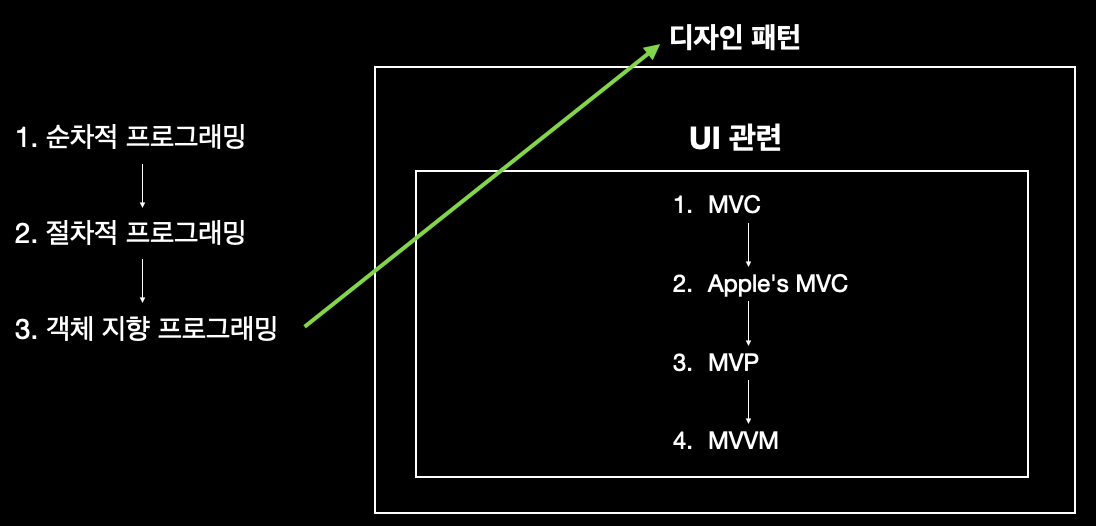 디자인 패턴
UI 관련
1. 순차적 프로그래밍
2. 절차적 프로그래밍
3. 객체 지향 프로그래밍
1. MVC
2. Apple's MVC
3. MVP
4. MVVM